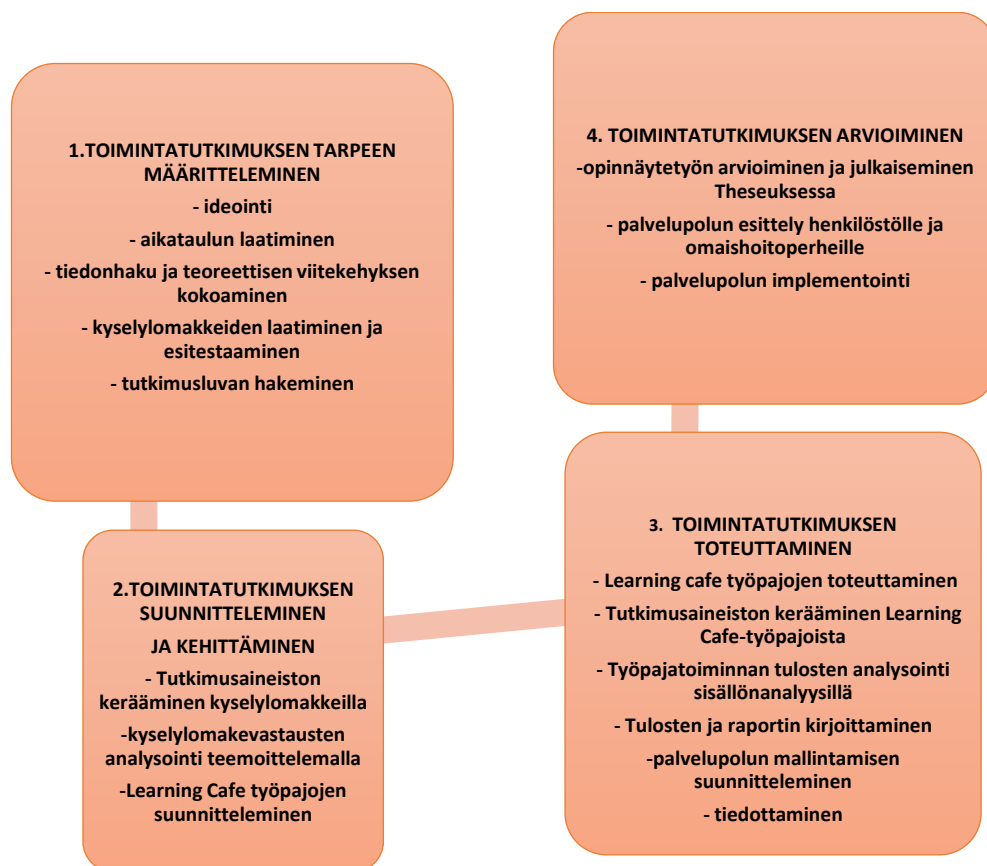 1.TOIMINTATUTKIMUKSEN TARPEEN
MÄÄRITTELEMINEN
- ideointi
- aikataulun laatiminen
- tiedonhaku ja teoreettisen viitekehyksen
kokoaminen
- kyselylomakkeiden laatiminen ja
esitestaaminen
- tutkimusluvan hakeminen
2.TOIMINTATUTKIMUKSEN
SUUNNITTELEMINEN
JA KEHITTÄMINEN
- Tutkimusaineiston
kerääminen kyselylomakkeilla
-kyselylomakevastausten
analysointi teemoittelemalla
-Learning Cafe työpajojen
suunnitteleminen
3. TOIMINTATUTKIMUKSEN
TOTEUTTAMINEN
- Learning cafe työpajojen toteuttaminen
- Tutkimusaineiston kerääminen Learning
Cafe-työpajoista
- Työpajatoiminnan tulosten analysointi
sisällönanalyysillä
- Tulosten ja raportin kirjoittaminen
-palvelupolun mallintamisen
suunnitteleminen
- tiedottaminen
4. TOIMINTATUTKIMUKSEN ARVIOIMINEN
-opinnäytetyön arvioiminen ja julkaiseminen
Theseuksessa
- palvelupolun esittely henkilöstölle ja
omaishoitoperheille
- palvelupolun implementointi